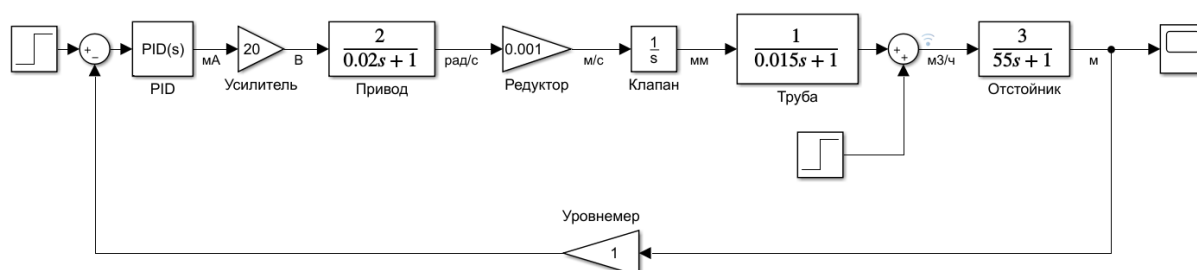 +
−
PID(s)
мА
PID
20
Усилитель
В
2
0.02s + 1
рад/с
Привод
0.001
м/с
Редуктор
1
s
мм
Клапан
1
0.015s + 1
Труба
+
+
м3/ч
3
55s + 1
м
Отстойник
Уровнемер
1